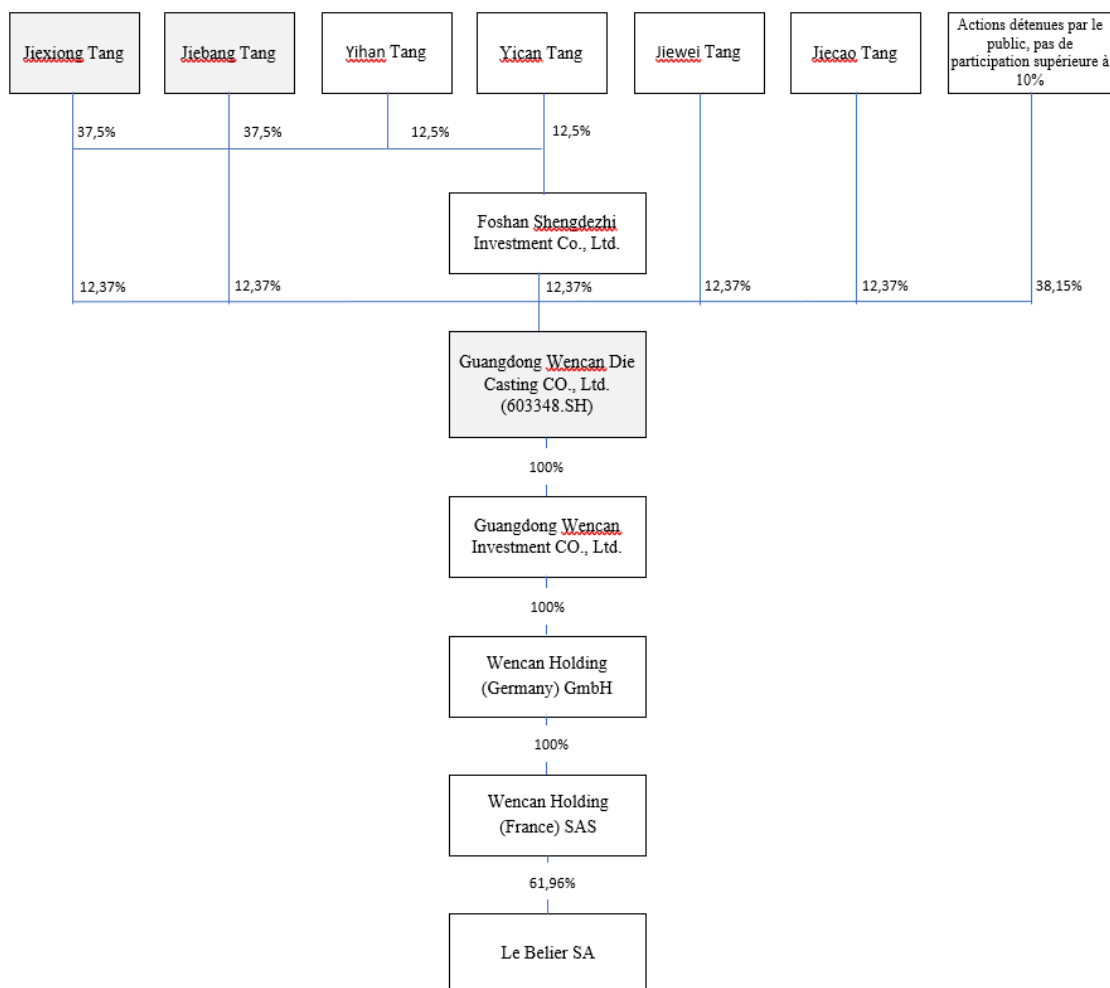 Jiexiong Tang
Jiebang Tang
Yihan Tang
Yican Tang
Jiewei Tang
Jiecao Tang
Actions détenues par le
public, pas de
participation supérieure à
10%
37,5%
37,5%
12,5%
12,5%
Foshan Shengdezhi
Investment Co., Ltd.
12,37%
12,37%
12,37%
12,37%
12,37%
38,15%
Guangdong Wencan Die
Casting CO., Ltd.
(603348.SH)
100%
Guangdong Wencan
Investment CO., Ltd.
100%
Wencan Holding
(Germany) GmbH
100%
Wencan Holding
(France) SAS
61,96%
Le Belier SA